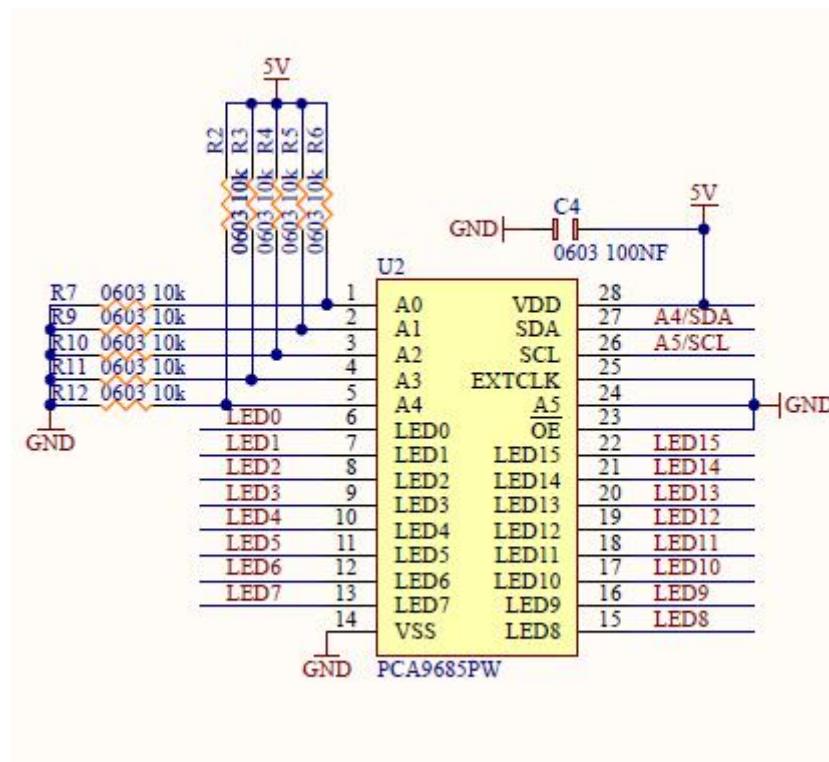 5V
R2 R3 R4 R5 R6
0603 10k 0603 10k 0603 10k 0603 10k 0603 10k
5V
C4
GND
0603 100NF
U2
R7 0603 10k 1 A0 VDD 28
R9 0603 10k 2 A1 SDA 27 A4/SDA
R10 0603 10k 3 A2 SCL 26 A5/SCL
R11 0603 10k 4 A3 EXTCLK 25
R12 0603 10k 5 A4 A5 24 GND
GND
LED0 6 LED0 OE 23
LED1 7 LED1 LED15 22 LED15
LED2 8 LED2 LED14 21 LED14
LED3 9 LED3 LED13 20 LED13
LED4 10 LED4 LED12 19 LED12
LED5 11 LED5 LED11 18 LED11
LED6 12 LED6 LED10 17 LED10
LED7 13 LED7 LED9 16 LED9
14 VSS LED8 15 LED8
GND
PCA9685PW